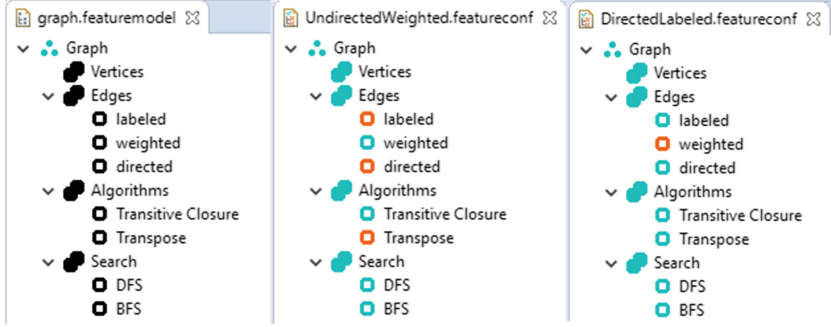 graph.featuremodel
Graph
Vertices
Edges
labeled
weighted
directed
Algorithms
Transitive Closure
Transpose
Search
DFS
BFS
UndirectedWeighted.featureconf
Graph
Vertices
Edges
labeled
weighted
directed
Algorithms
Transitive Closure
Transpose
Search
DFS
BFS
DirectedLabeled.featureconf
Graph
Vertices
Edges
labeled
weighted
directed
Algorithms
Transitive Closure
Transpose
Search
DFS
BFS